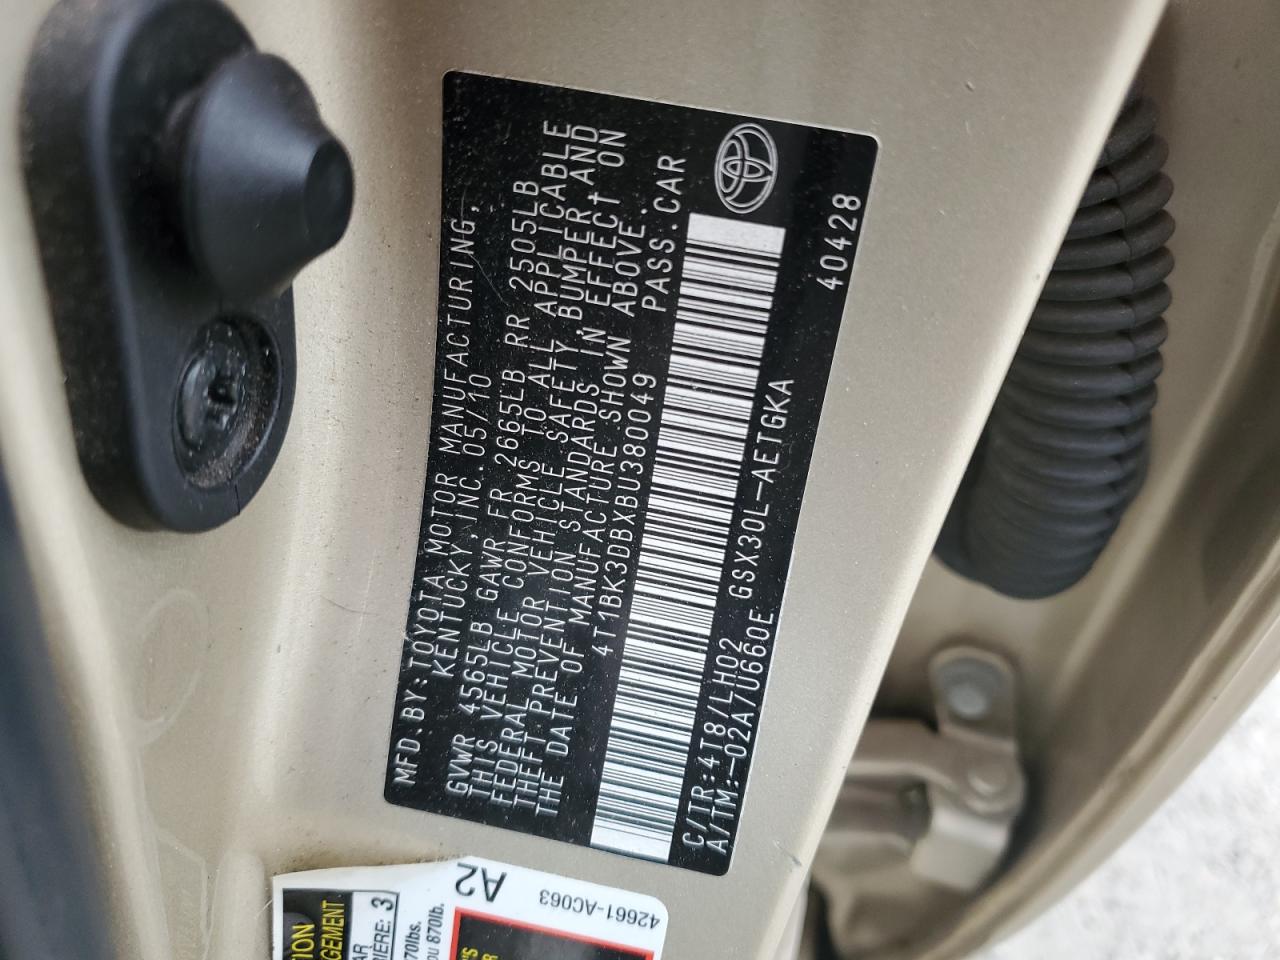 MFD.BY:TOYOTA MOTOR MANUFACTURING,
KENTUCKY,INC.05/10
GVWR 4565LB GAWR FR 2665LB RR 2505LB
THIS VEHICLE CONFORMS TO ALL APPLICABLE
FEDERAL MOTOR VEHICLE SAFETY,BUMPER,AND
THEFT PREVENTION STANDARDS IN EFFECT ON
THE DATE OF MANUFACTURE SHOWN ABOVE.
4T1BK3DBXBU380049 PASS.CAR
C/TR:4T8/LH02
A/TM:-02A/U660E GSX30L-AETGKA
40428
A2
42661-AC063
3
870lb.